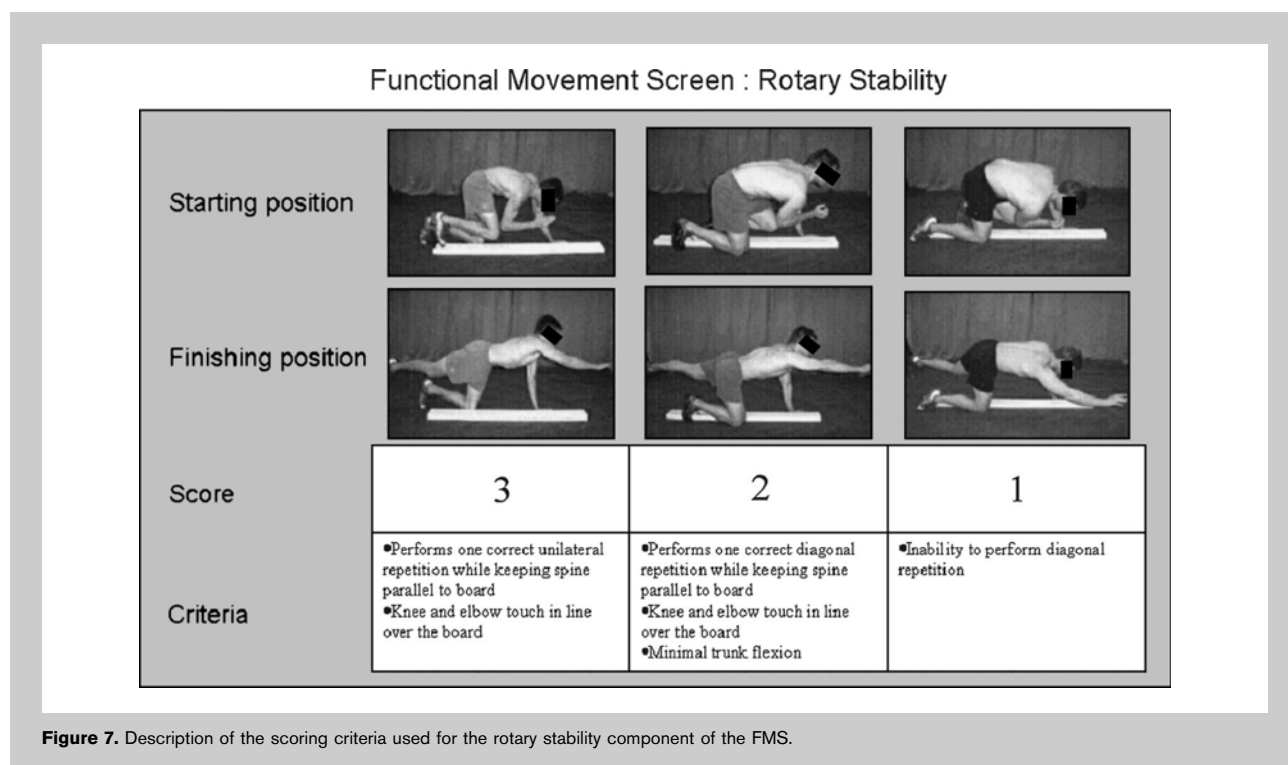 Functional Movement Screen : Rotary Stability
Starting position
Finishing position
Score
3
2
1
Criteria
●Performs one correct unilateral
repetition while keeping spine
parallel to board
●Knee and elbow touch in line
over the board
●Performs one correct diagonal
repetition while keeping spine
parallel to board
●Knee and elbow touch in line
over the board
●Minimal trunk flexion
●Inability to perform diagonal
repetition
Figure 7. Description of the scoring criteria used for the rotary stability component of the FMS.